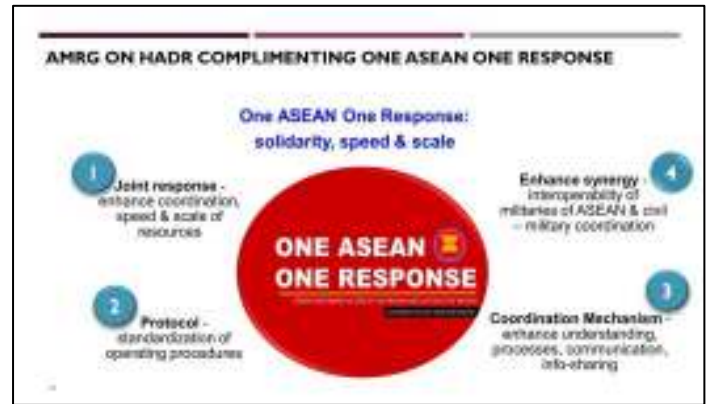 AMRG ON HADR COMPLIMENTING ONE ASEAN ONE RESPONSE
One ASEAN One Response:
solidarity, speed & scale
1
Joint response -
enhance coordination,
speed & scale of
resources
2
Protocol -
standardization of
operating procedures
ONE ASEAN
ONE RESPONSE
4
Enhance synergy -
interoperability of
militaries of ASEAN & civil
– military coordination
3
Coordination Mechanism –
enhance understanding,
processes, communication,
info-sharing